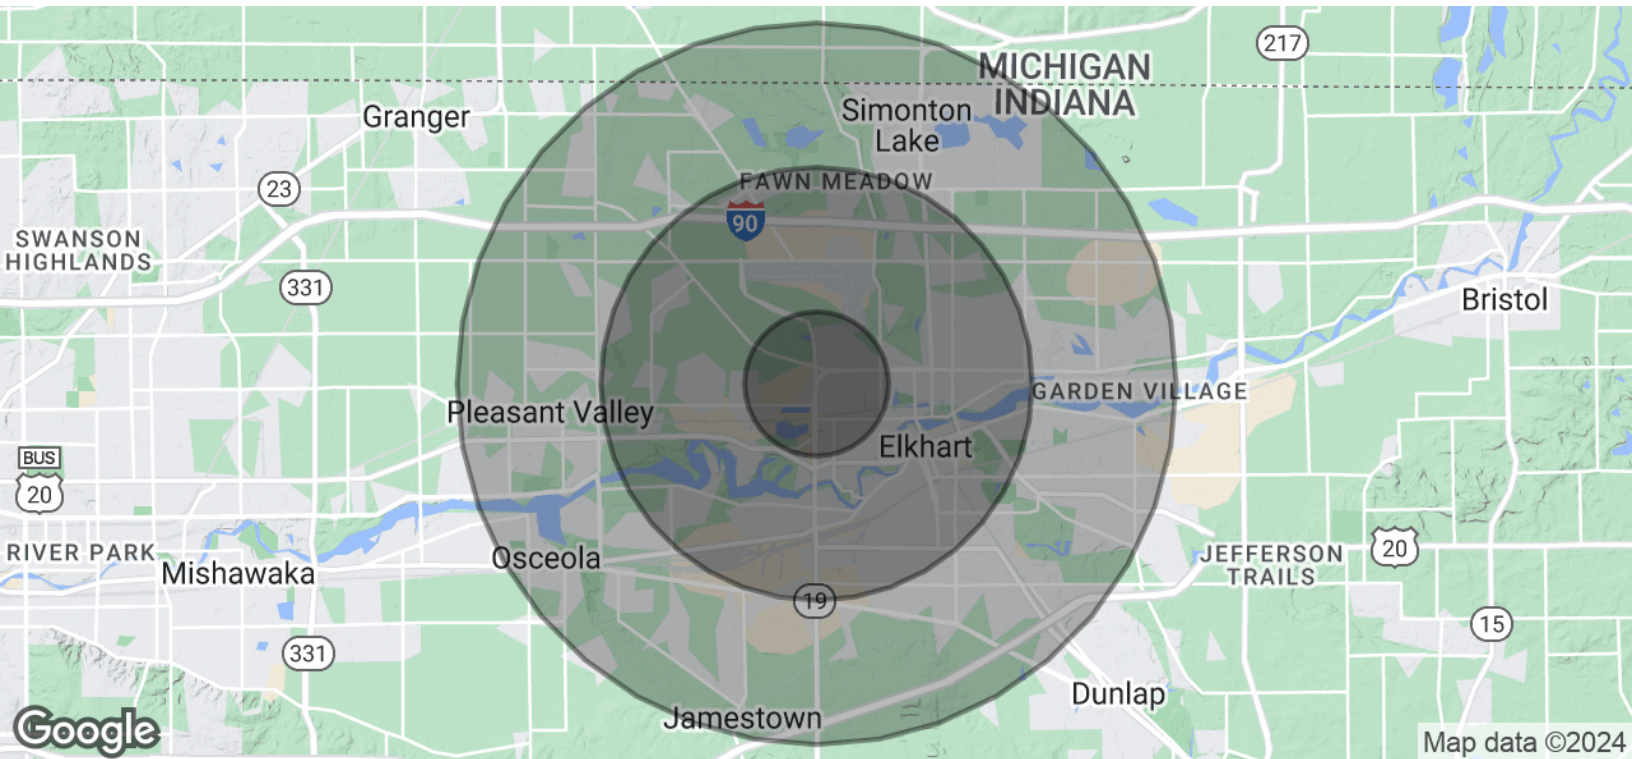 217
MICHIGAN
INDIANA
Granger
Simonton
Lake
FAWN MEADOW
23
90
SWANSON
HIGHLANDS
331
Bristol
GARDEN VILLAGE
Pleasant Valley
Elkhart
BUS
20
RIVER PARK
Mishawaka
Osceola
JEFFERSON
TRAILS
20
19
15
331
Dunlap
Jamestown
Google
Map data ©2024